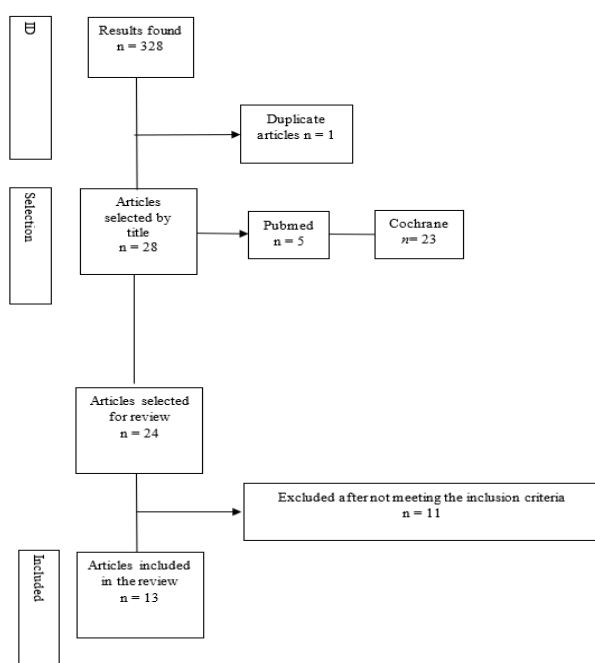 ID
Results found
n = 328
Duplicate
articles n = 1
Selection
Articles
selected by
title
n = 28
Pubmed
n = 5
Cochrane
n= 23
Articles selected
for review
n = 24
Excluded after not meeting the inclusion criteria
n = 11
Included
Articles included
in the review
n = 13